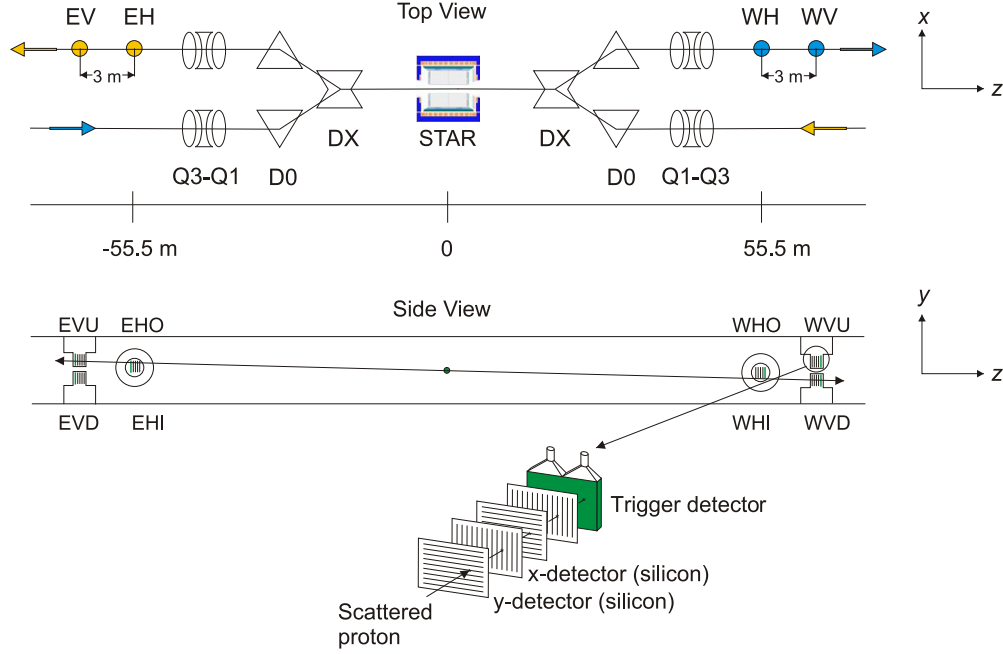 Top View
EV EH WH WV x
3 m 3 m
z
DX STAR DX
Q3-Q1 D0 D0 Q1-Q3
-55.5 m 0 55.5 m
Side View
y
EVU EHO WHO WVU
z
EVD EHI WHI WVD
Trigger detector
x-detector (silicon)
y-detector (silicon)
Scattered
proton